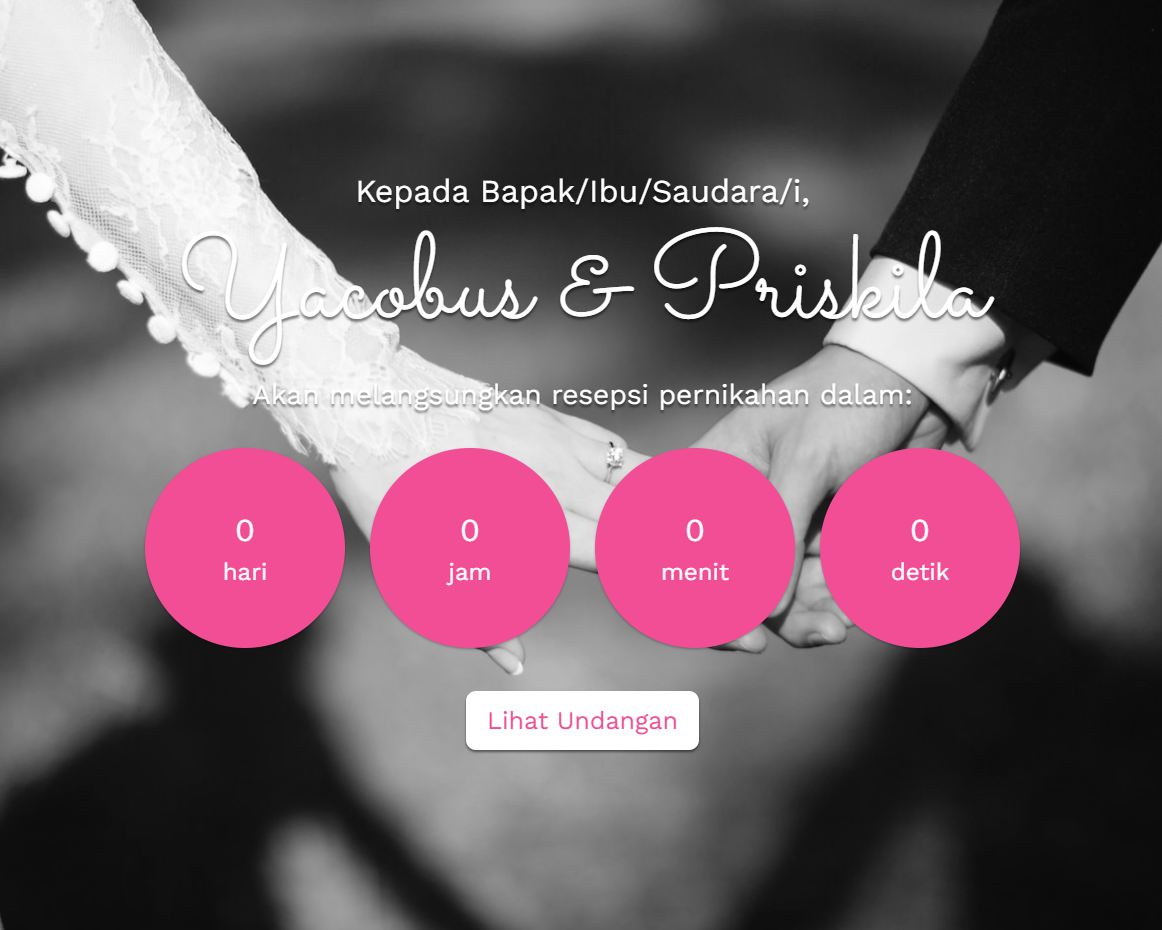 Kepada Bapak/Ibu/Saudara/i,
Yacobus & Priskila
Akan melangsungkan resepsi pernikahan dalam:
0 0 0 0
hari jam menit detik
Lihat Undangan